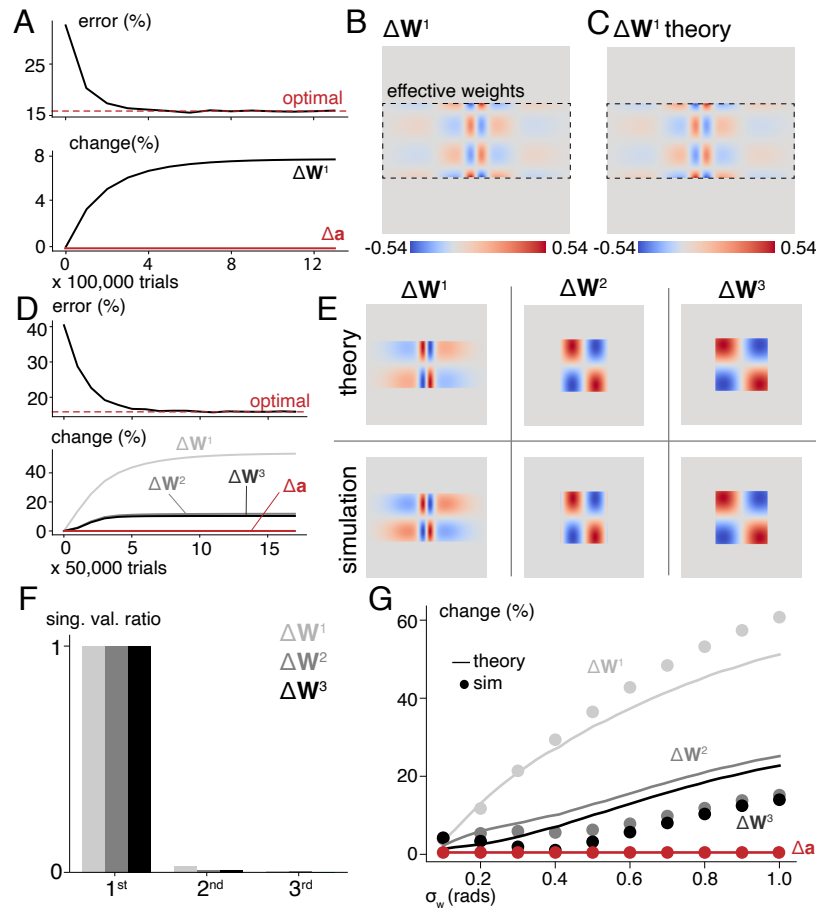 A
error (%)
25
15
optimal
change(%)
8
4
0
ΔW¹
Δa
0 4 8 12
x 100,000 trials
B
ΔW¹
effective weights
-0.54 0.54
C
ΔW¹ theory
-0.54 0.54
D
error (%)
40
30
20
optimal
change (%)
40
20
0
ΔW¹
ΔW²
ΔW³
Δa
0 5 10 15
x 50,000 trials
E
ΔW¹ ΔW² ΔW³
theory
simulation
F
sing. val. ratio
1
0
ΔW¹
ΔW²
ΔW³
1st 2nd 3rd
G
change (%)
60
40
20
0
theory
sim
ΔW¹
ΔW²
ΔW³
Δa
0.2 0.4 0.6 0.8 1.0
σw (rads)